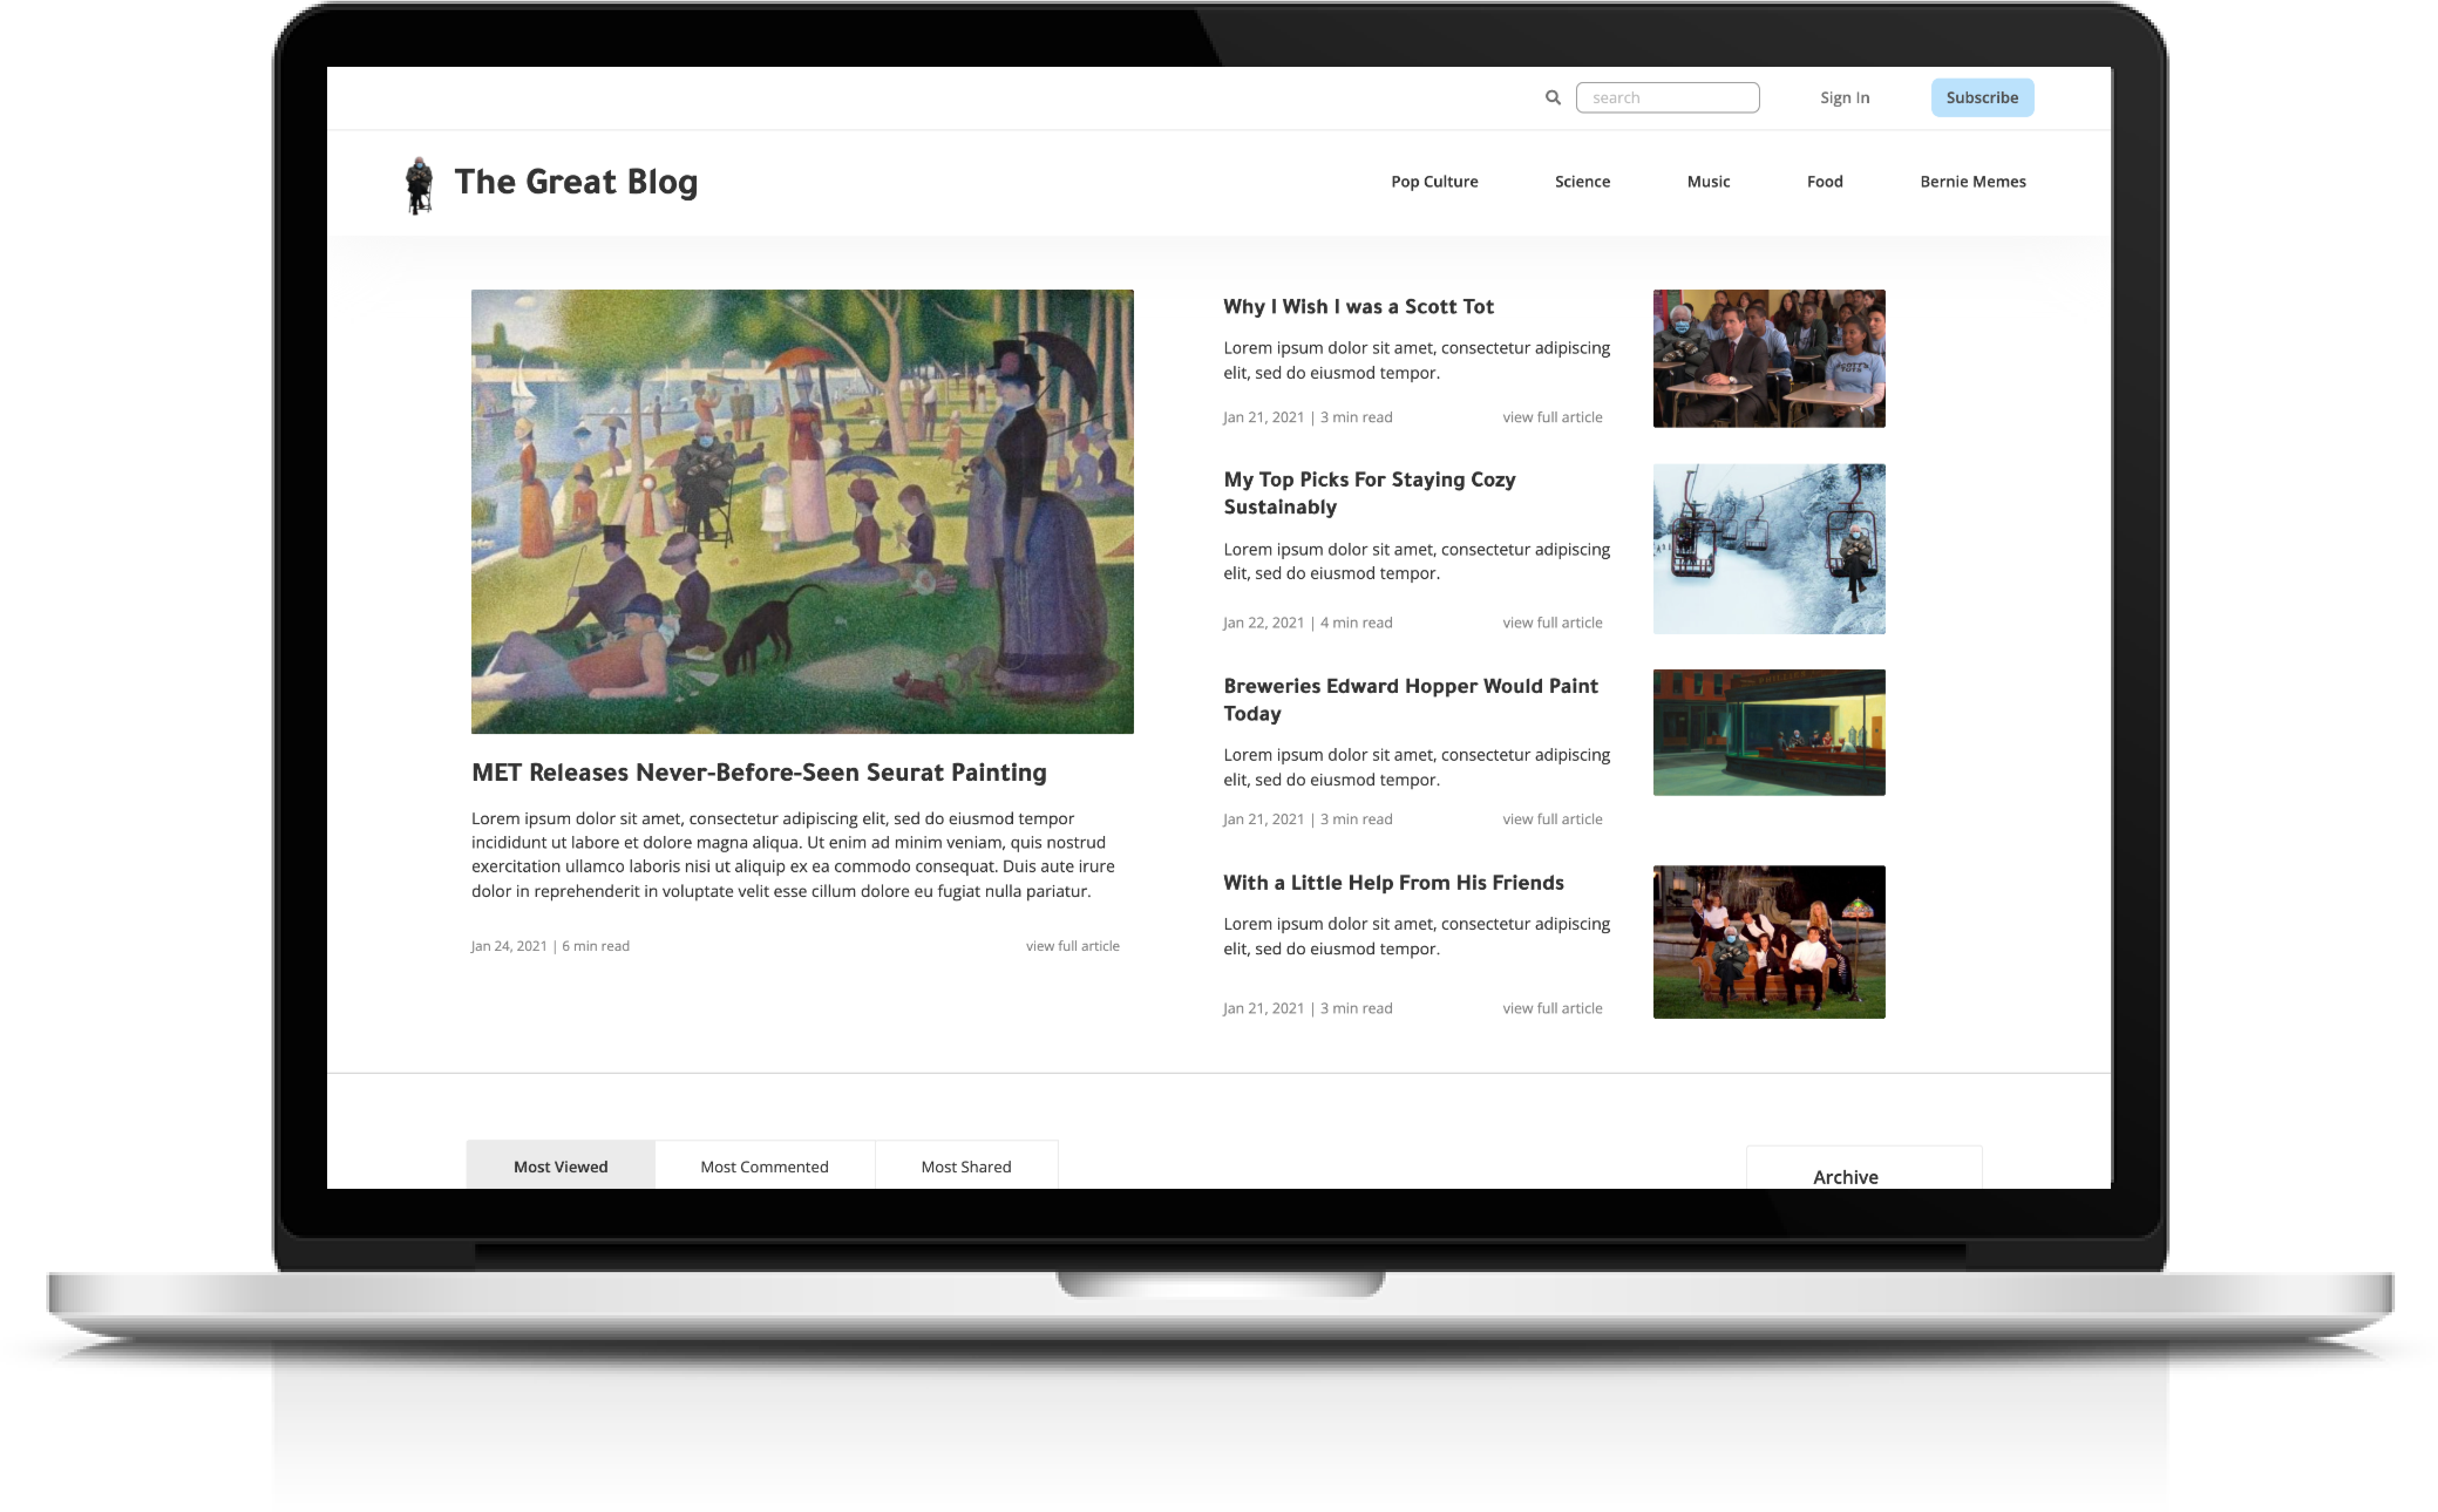 search
Sign In
Subscribe
The Great Blog
Pop Culture
Science
Music
Food
Bernie Memes
MET Releases Never-Before-Seen Seurat Painting
Lorem ipsum dolor sit amet, consectetur adipiscing elit, sed do eiusmod tempor
incididunt ut labore et dolore magna aliqua. Ut enim ad minim veniam, quis nostrud
exercitation ullamco laboris nisi ut aliquip ex ea commodo consequat. Duis aute irure
dolor in reprehenderit in voluptate velit esse cillum dolore eu fugiat nulla pariatur.
Jan 24, 2021 | 6 min read
view full article
Why I Wish I was a Scott Tot
Lorem ipsum dolor sit amet, consectetur adipiscing
elit, sed do eiusmod tempor.
Jan 21, 2021 | 3 min read
view full article
SCOTT'S
TOTS
My Top Picks For Staying Cozy
Sustainably
Lorem ipsum dolor sit amet, consectetur adipiscing
elit, sed do eiusmod tempor.
Jan 22, 2021 | 4 min read
view full article
Breweries Edward Hopper Would Paint
Today
Lorem ipsum dolor sit amet, consectetur adipiscing
elit, sed do eiusmod tempor.
Jan 21, 2021 | 3 min read
view full article
PHILLIES
With a Little Help From His Friends
Lorem ipsum dolor sit amet, consectetur adipiscing
elit, sed do eiusmod tempor.
Jan 21, 2021 | 3 min read
view full article
Most Viewed
Most Commented
Most Shared
Archive